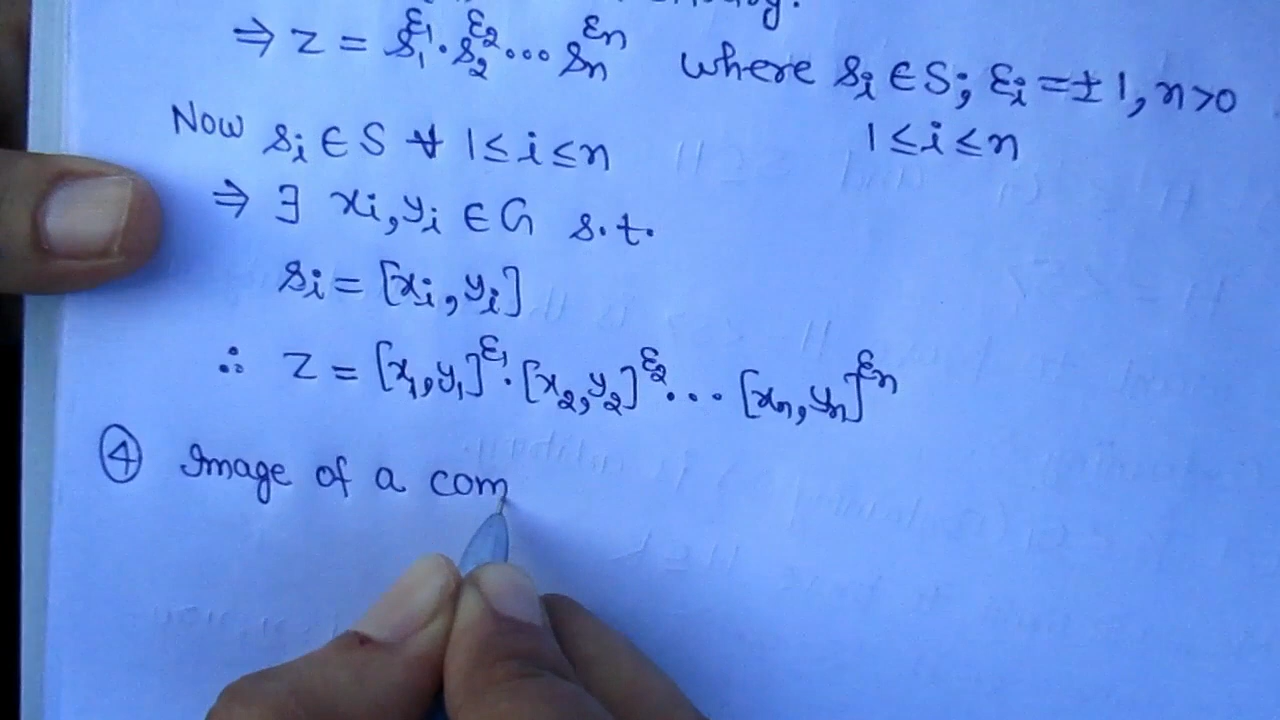 ⇒ z = s₁^ε₁ · s₂^ε₂ ... sₙ^εₙ where sᵢ ∈ S; εᵢ = ± 1, n > 0
1 ≤ i ≤ n
Now sᵢ ∈ S ∀ 1 ≤ i ≤ n
⇒ ∃ xᵢ, yᵢ ∈ G s.t.
sᵢ = [xᵢ, yᵢ]
∴ z = [x₁, y₁]^ε₁ · [x₂, y₂]^ε₂ ... [xₙ, yₙ]^εₙ
④ Image of a com